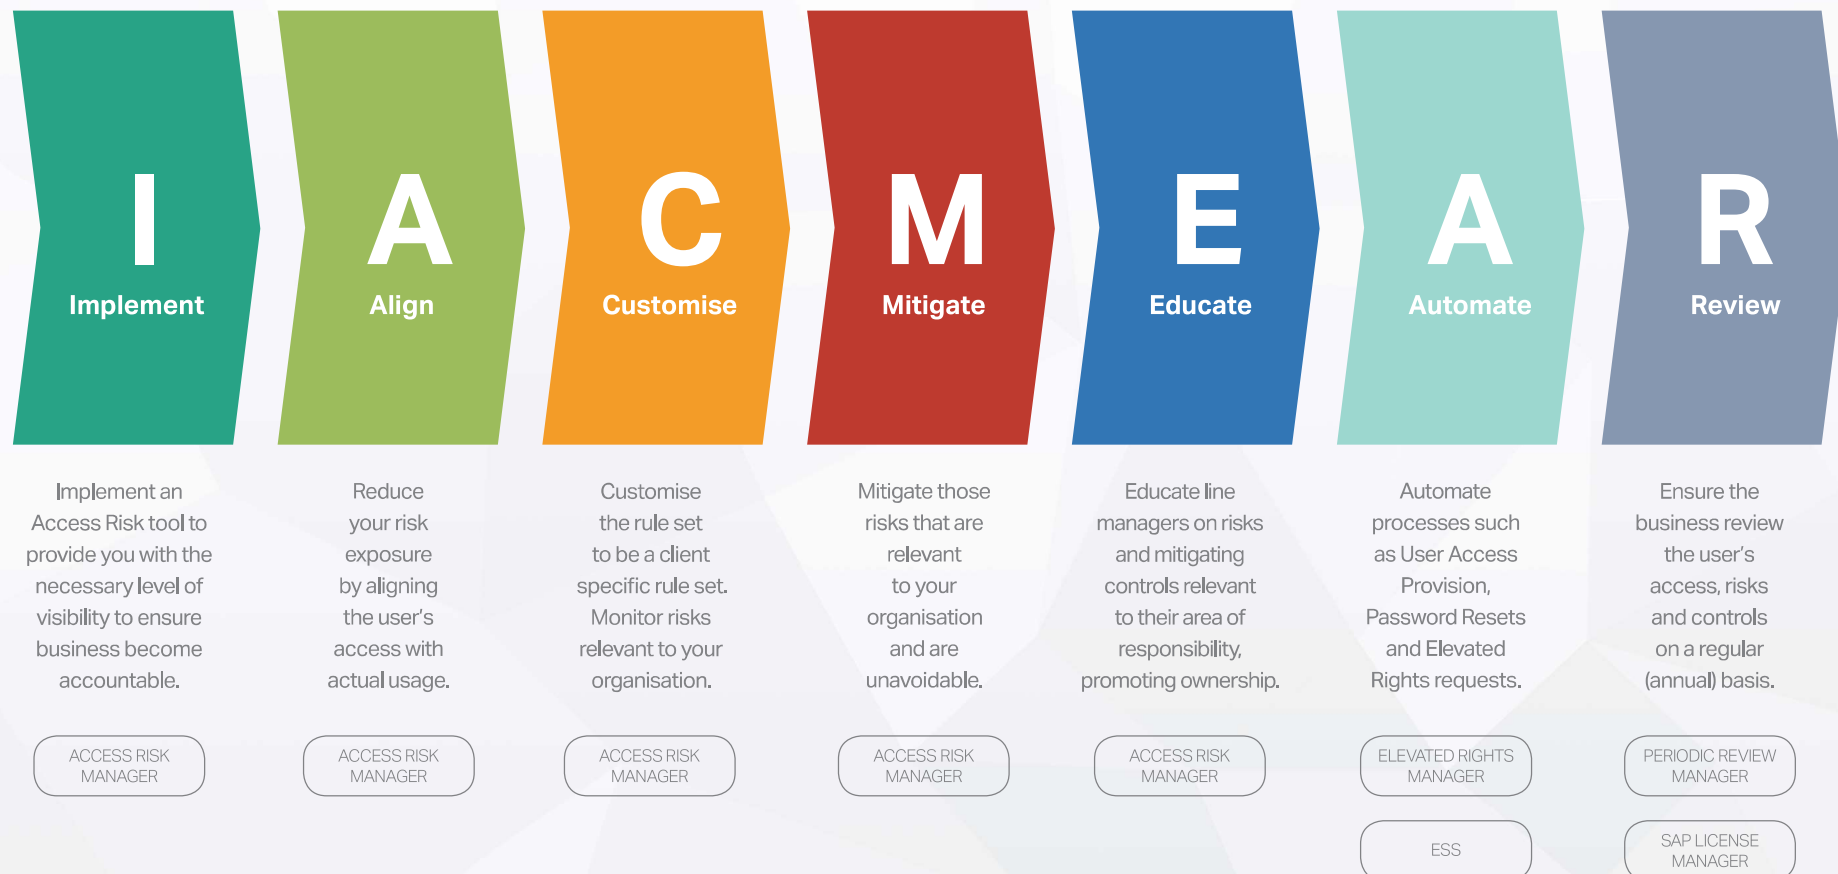 I
Implement
Implement an
Access Risk tool to
provide you with the
necessary level of
visibility to ensure
business become
accountable.
ACCESS RISK
MANAGER
A
Align
Reduce
your risk
exposure
by aligning
the user's
access with
actual usage.
ACCESS RISK
MANAGER
C
Customise
Customise
the rule set
to be a client
specific rule set.
Monitor risks
relevant to your
organisation.
ACCESS RISK
MANAGER
M
Mitigate
Mitigate those
risks that are
relevant
to your
organisation
and are
unavoidable.
ACCESS RISK
MANAGER
E
Educate
Educate line
managers on risks
and mitigating
controls relevant
to their area of
responsibility,
promoting ownership.
ACCESS RISK
MANAGER
A
Automate
Automate
processes such
as User Access
Provision,
Password Resets
and Elevated
Rights requests.
ELEVATED RIGHTS
MANAGER
ESS
R
Review
Ensure the
business review
the user's
access, risks
and controls
on a regular
(annual) basis.
PERIODIC REVIEW
MANAGER
SAP LICENSE
MANAGER